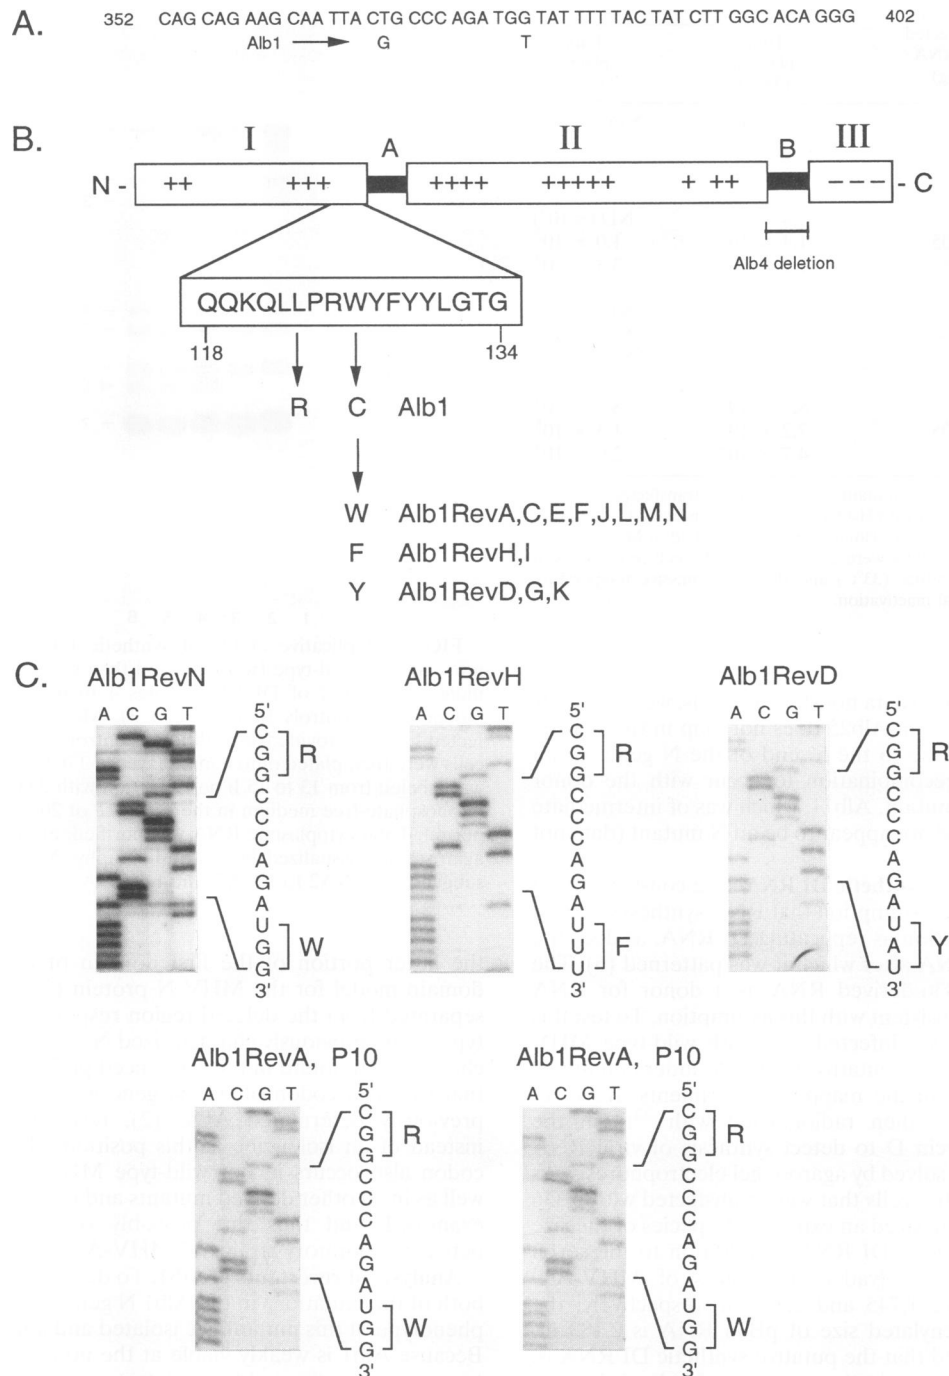 A.
352 CAG CAG AAG CAA TTA CTG CCC AGA TGG TAT TTT TAC TAT CTT GGC ACA GGG 402
Alb1 G T
B.
I A II B III
N - ++ +++ ++++ +++++ + ++ - - - - C
Alb4 deletion
QQKQLLPRWYFYYLGTG
118 134
R C Alb1
W Alb1RevA,C,E,F,J,L,M,N
F Alb1RevH,I
Y Alb1RevD,G,K
C.
Alb1RevN
A C G T
5'
C
G
G
C
C
C
A
G
A
U
G
G
3'
R
W
Alb1RevH
A C G T
5'
C
G
G
C
C
C
A
G
A
U
U
U
3'
R
F
Alb1RevD
A C G T
5'
C
G
G
C
C
C
A
G
A
U
A
U
3'
R
Y
Alb1RevA, P10
A C G T
5'
C
G
G
C
C
C
A
G
A
U
G
G
3'
R
W
Alb1RevA, P10
A C G T
5'
C
G
G
C
C
C
A
G
A
U
G
G
3'
R
W